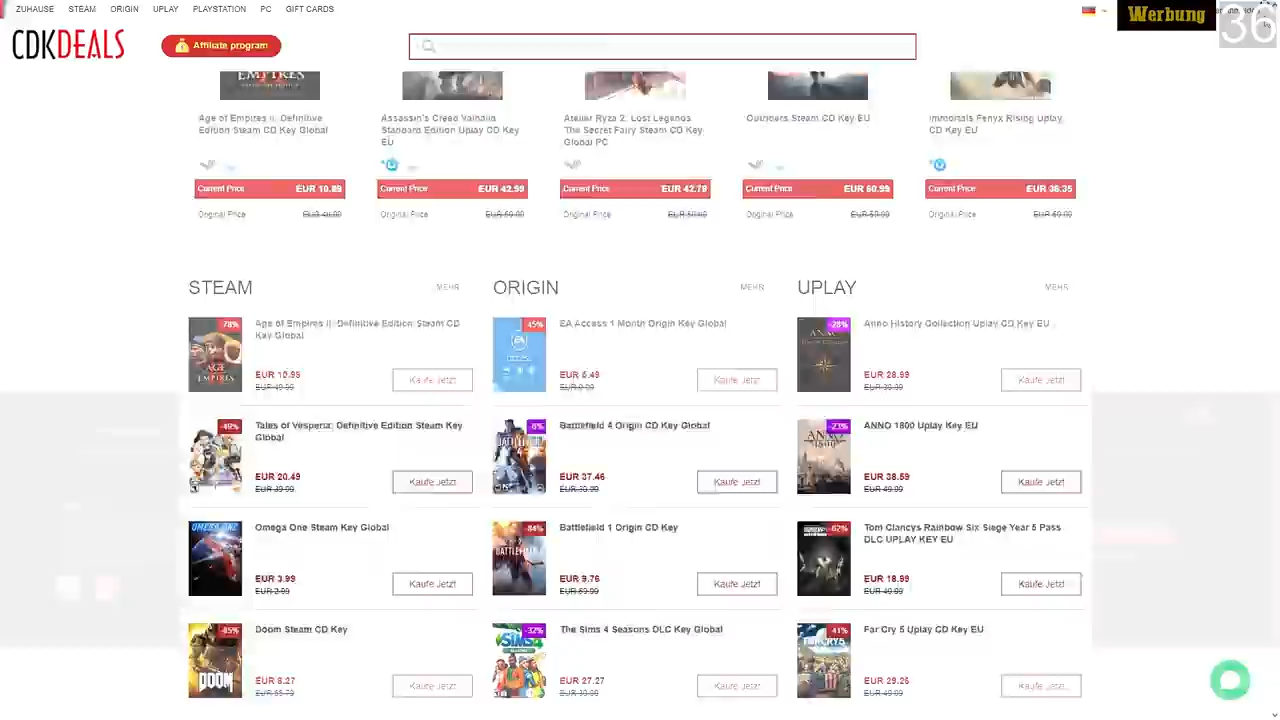 ZUHAUSE STEAM ORIGIN UPLAY PLAYSTATION PC GIFT CARDS
Werbung
36
CDKDEALS
Affiliate program
EMPIRES
Age of Empires II: Definitive
Edition Steam CD Key Global
Assassin's Creed Valhalla
Standard Edition Uplay CD Key
EU
Atelier Ryza 2: Lost Legends
The Secret Fairy Steam CD Key
Global PC
Outriders Steam CD Key EU
Immortals Fenyx Rising Uplay
CD Key EU
Current Price EUR 10.89
Current Price EUR 42.99
Current Price EUR 42.79
Current Price EUR 60.99
Current Price EUR 38.35
Original Price
Original Price
Original Price
Original Price
Original Price
STEAM MEHR
ORIGIN MEHR
UPLAY MEHR
Age of Empires II: Definitive Edition Steam CD
Key Global
EUR 10.93
Kaufe Jetzt
Tales of Vesperia: Definitive Edition Steam Key
Global
EUR 20.49
Kaufe Jetzt
Omega One Steam Key Global
EUR 3.99
Kaufe Jetzt
Doom Steam CD Key
EUR 8.27
Kaufe Jetzt
DOOM
45%
EA Access 1 Month Origin Key Global
Kaufe Jetzt
Battlefield 4 Origin CD Key Global
EUR 37.46
Kaufe Jetzt
-84%
Battlefield 1 Origin CD Key
EUR 9.76
Kaufe Jetzt
-32%
The Sims 4 Seasons DLC Key Global
EUR 27.27
Kaufe Jetzt
-28%
Anno History Collection Uplay CD Key EU
EUR 28.99
Kaufe Jetzt
-23%
ANNO 1800 Uplay Key EU
EUR 38.59
Kaufe Jetzt
-62%
Tom Clancys Rainbow Six Siege Year 5 Pass
DLC UPLAY KEY EU
EUR 18.99
Kaufe Jetzt
41%
Far Cry 5 Uplay CD Key EU
EUR 29.26
Kaufe Jetzt